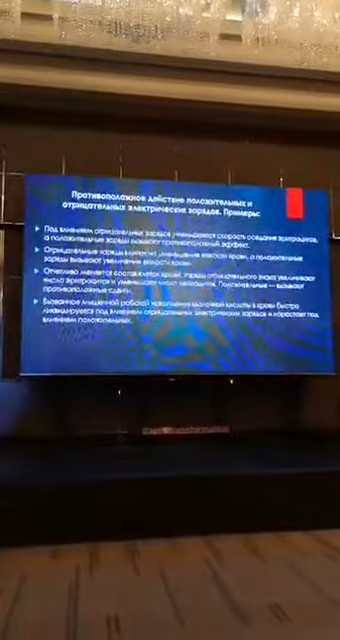 Противоположное действие положительных и
отрицательных электрических зарядов. Примеры:
Под влиянием отрицательных зарядов уменьшается скорость оседания эритроцитов,
а положительные заряды вызывают противоположный эффект.
Отрицательные заряды влияют на уменьшение вязкости крови, а положительные
заряды вызывают увеличение вязкости крови.
Отчетливо меняется состав клеток крови: заряды отрицательного знака увеличивают
число эритроцитов и уменьшают число лейкоцитов. Положительные — вызывают
противоположные сдвиги.
Вызванное мышечной работой накопление молочной кислоты в крови быстро
ликвидируется под влиянием отрицательных электрических зарядов и нарастает под
влиянием положительных.